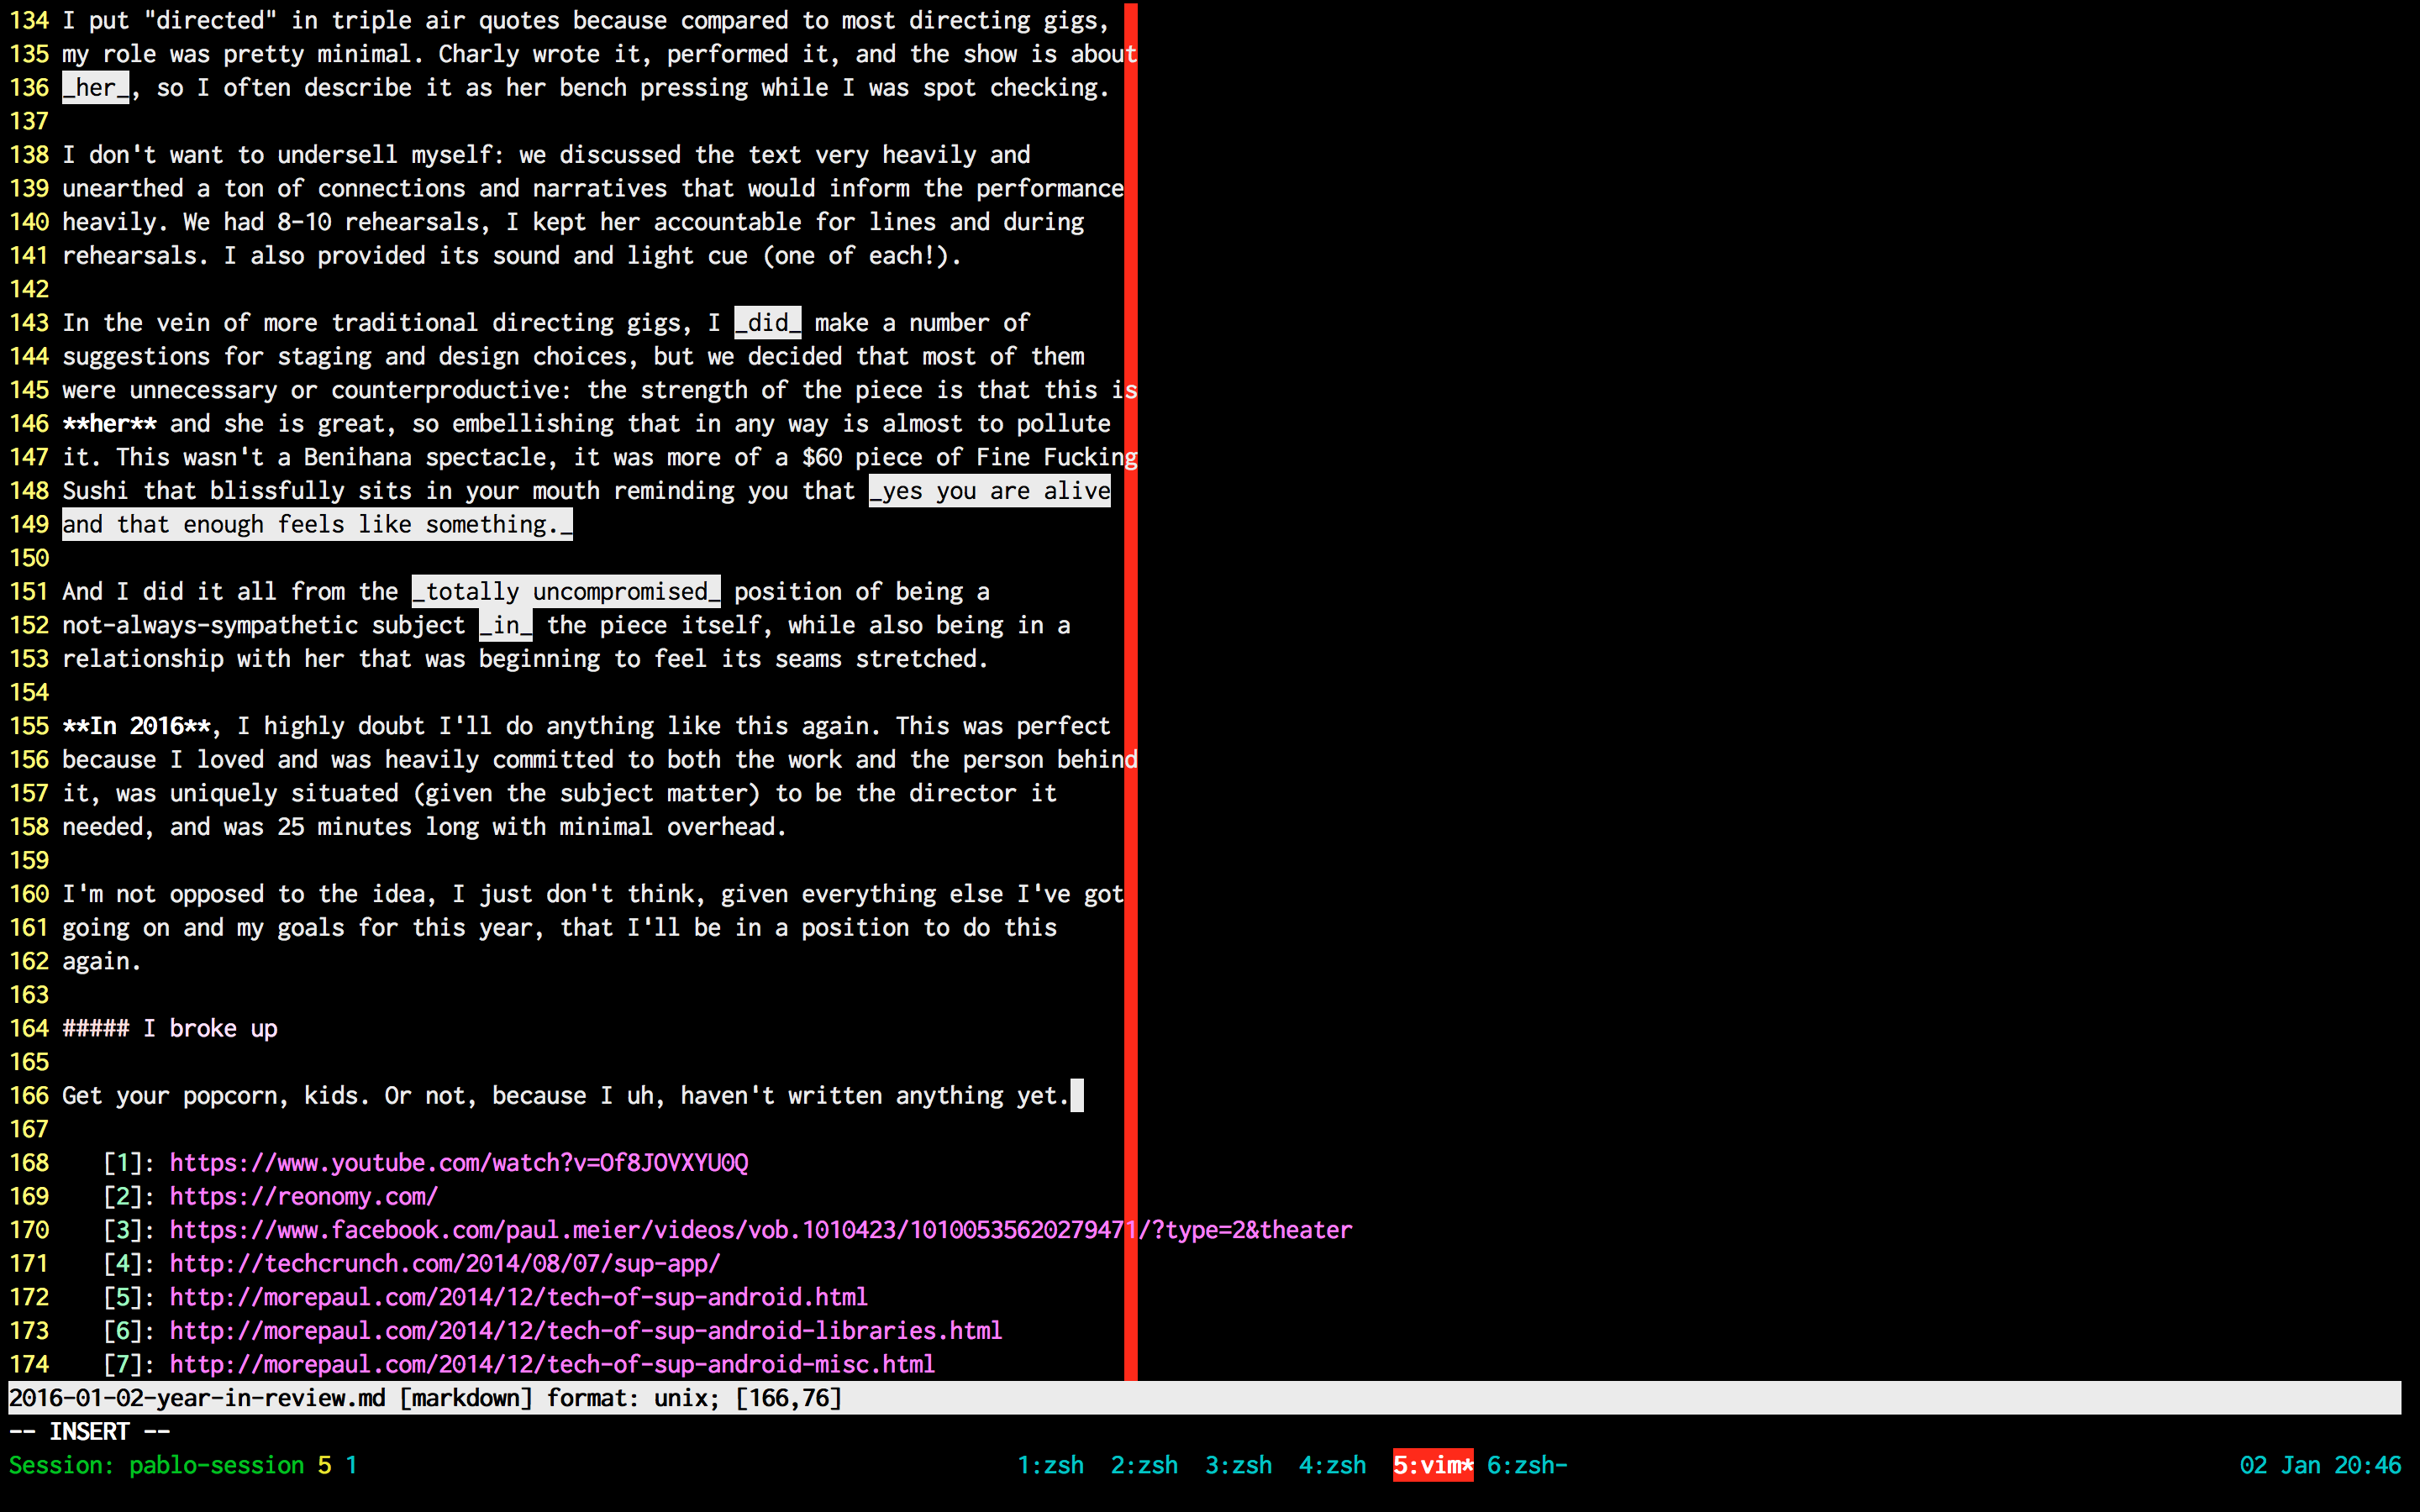 134 I put "directed" in triple air quotes because compared to most directing gigs,
135 my role was pretty minimal. Charly wrote it, performed it, and the show is about
136 _her_, so I often describe it as her bench pressing while I was spot checking.
137
138 I don't want to undersell myself: we discussed the text very heavily and
139 unearthed a ton of connections and narratives that would inform the performance
140 heavily. We had 8-10 rehearsals, I kept her accountable for lines and during
141 rehearsals. I also provided its sound and light cue (one of each!).
142
143 In the vein of more traditional directing gigs, I _did_ make a number of
144 suggestions for staging and design choices, but we decided that most of them
145 were unnecessary or counterproductive: the strength of the piece is that this is
146 **her** and she is great, so embellishing that in any way is almost to pollute
147 it. This wasn't a Benihana spectacle, it was more of a $60 piece of Fine Fucking
148 Sushi that blissfully sits in your mouth reminding you that _yes you are alive
149 and that enough feels like something._
150
151 And I did it all from the _totally uncompromised_ position of being a
152 not-always-sympathetic subject _in_ the piece itself, while also being in a
153 relationship with her that was beginning to feel its seams stretched.
154
155 **In 2016**, I highly doubt I'll do anything like this again. This was perfect
156 because I loved and was heavily committed to both the work and the person behind
157 it, was uniquely situated (given the subject matter) to be the director it
158 needed, and was 25 minutes long with minimal overhead.
159
160 I'm not opposed to the idea, I just don't think, given everything else I've got
161 going on and my goals for this year, that I'll be in a position to do this
162 again.
163
164 ##### I broke up
165
166 Get your popcorn, kids. Or not, because I uh, haven't written anything yet.
167
168 [1]: https://www.youtube.com/watch?v=Of8JOVXYU0Q
169 [2]: https://reonomy.com/
170 [3]: https://www.facebook.com/paul.meier/videos/vob.1010423/10100535620279471/?type=2&theater
171 [4]: http://techcrunch.com/2014/08/07/sup-app/
172 [5]: http://morepaul.com/2014/12/tech-of-sup-android.html
173 [6]: http://morepaul.com/2014/12/tech-of-sup-android-libraries.html
174 [7]: http://morepaul.com/2014/12/tech-of-sup-android-misc.html
2016-01-02-year-in-review.md [markdown] format: unix; [166,76]
-- INSERT --
Session: pablo-session 5 1 1:zsh 2:zsh 3:zsh 4:zsh 5:vim* 6:zsh- 02 Jan 20:46